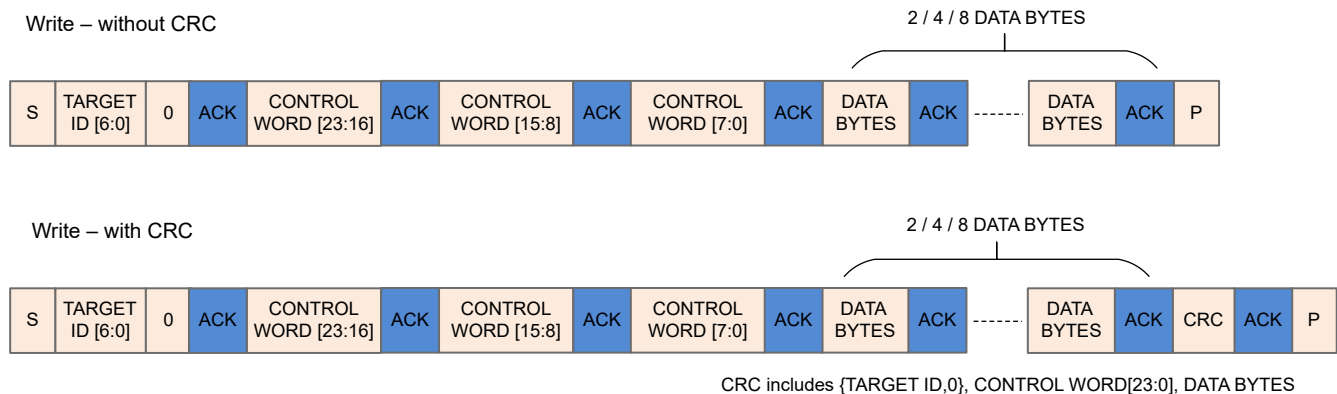 Write – without CRC
2 / 4 / 8 DATA BYTES
S TARGET ID [6:0] 0 ACK CONTROL WORD [23:16] ACK CONTROL WORD [15:8] ACK CONTROL WORD [7:0] ACK DATA BYTES ACK DATA BYTES ACK P
Write – with CRC
2 / 4 / 8 DATA BYTES
S TARGET ID [6:0] 0 ACK CONTROL WORD [23:16] ACK CONTROL WORD [15:8] ACK CONTROL WORD [7:0] ACK DATA BYTES ACK DATA BYTES ACK CRC ACK P
CRC includes {TARGET ID,0}, CONTROL WORD[23:0], DATA BYTES